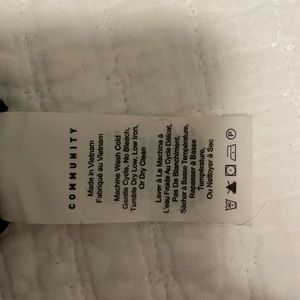 COMMUNITY
Made in Vietnam
Fabriqué au Vietnam
Machine Wash Cold
Gentle Cycle, No Bleach,
Tumble Dry Low, Low Iron,
Or Dry Clean
Laver à La Machine à
L'eau Froide Au Cycle Délicat,
Pas De Blanchiment,
Sécher à Basse Température,
Repasser à Basse
Température,
Ou Nettoyer à Sec
P